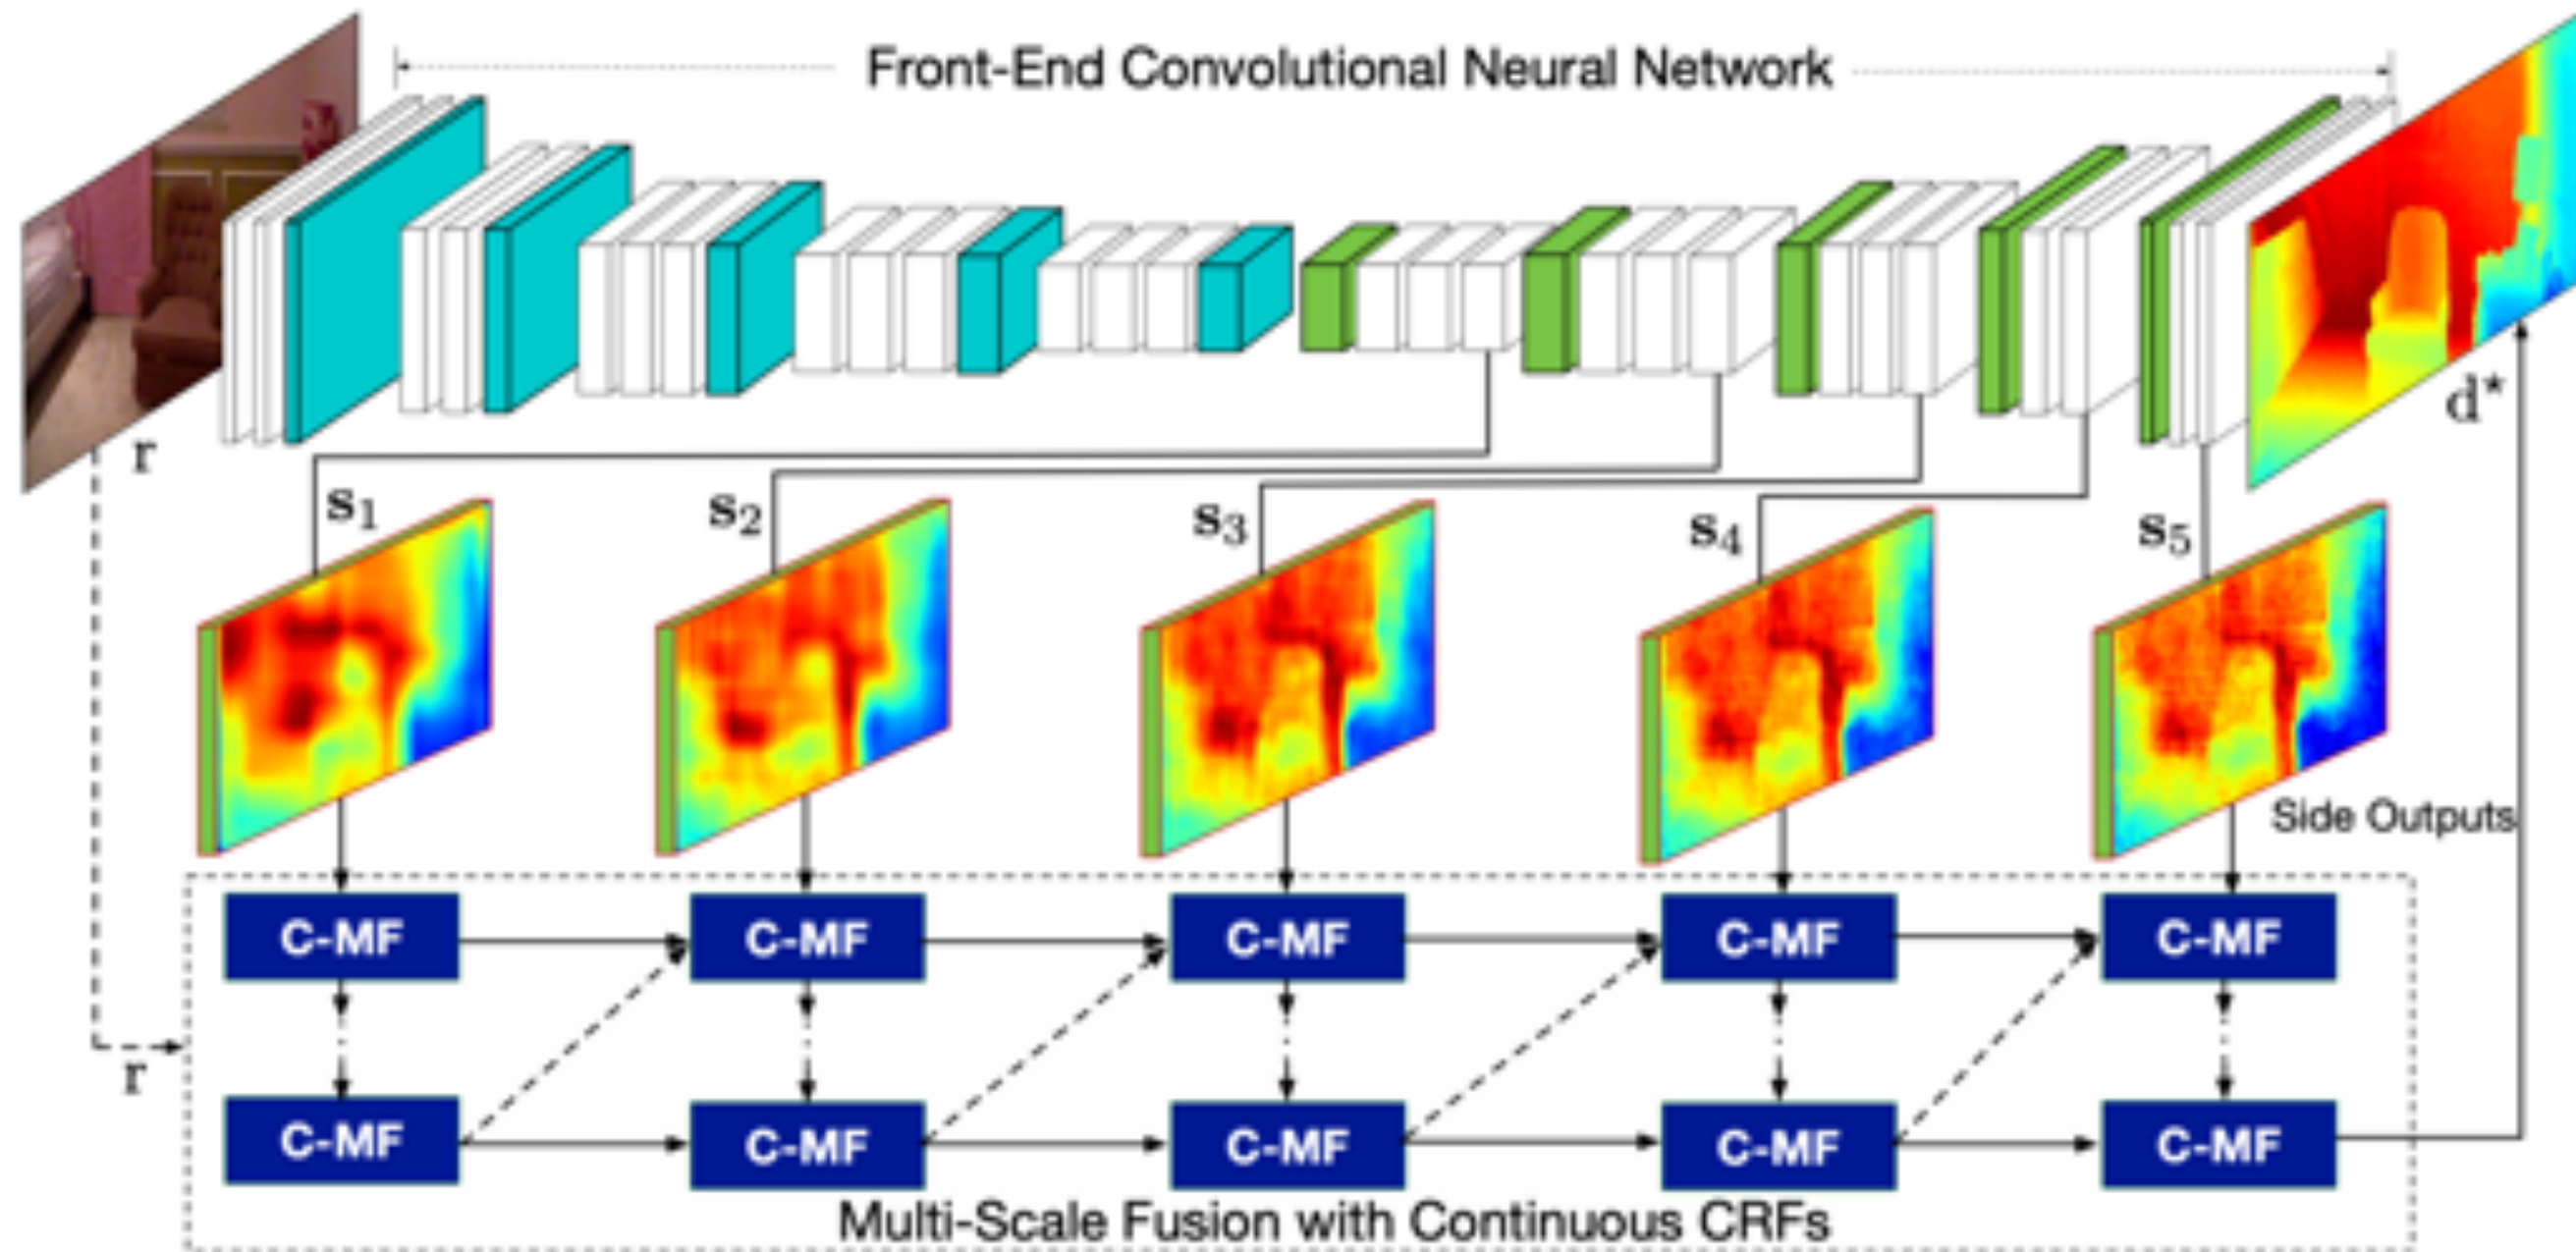 Front-End Convolutional Neural Network
r
d*
s1
s2
s3
s4
s5
Side Outputs
C-MF C-MF C-MF C-MF C-MF
r
C-MF C-MF C-MF C-MF C-MF
Multi-Scale Fusion with Continuous CRFs